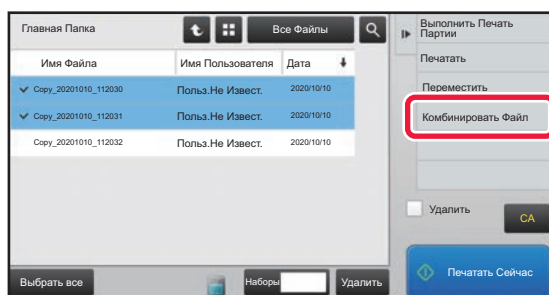 Главная Папка
Все Файлы
Имя Файла Имя Пользователя Дата
Copy_20201010_112030 Польз.Не Извест. 2020/10/10
Copy_20201010_112031 Польз.Не Извест. 2020/10/10
Copy_20201010_112032 Польз.Не Извест. 2020/10/10
Выбрать все Наборы Удалить
Выполнить Печать
Партии
Печатать
Переместить
Комбинировать Файл
Удалить
CA
Печатать Сейчас